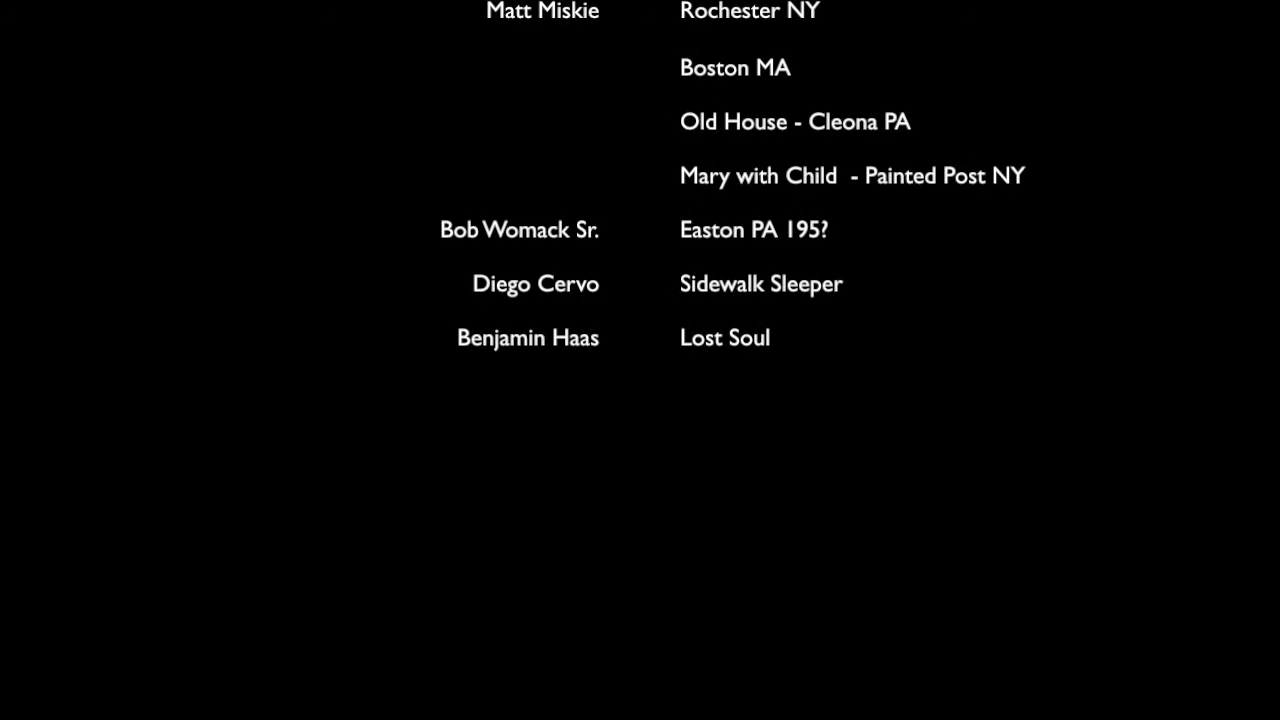 Matt Miskie Rochester NY
Boston MA
Old House - Cleona PA
Mary with Child - Painted Post NY
Bob Womack Sr. Easton PA 195?
Diego Cervo Sidewalk Sleeper
Benjamin Haas Lost Soul